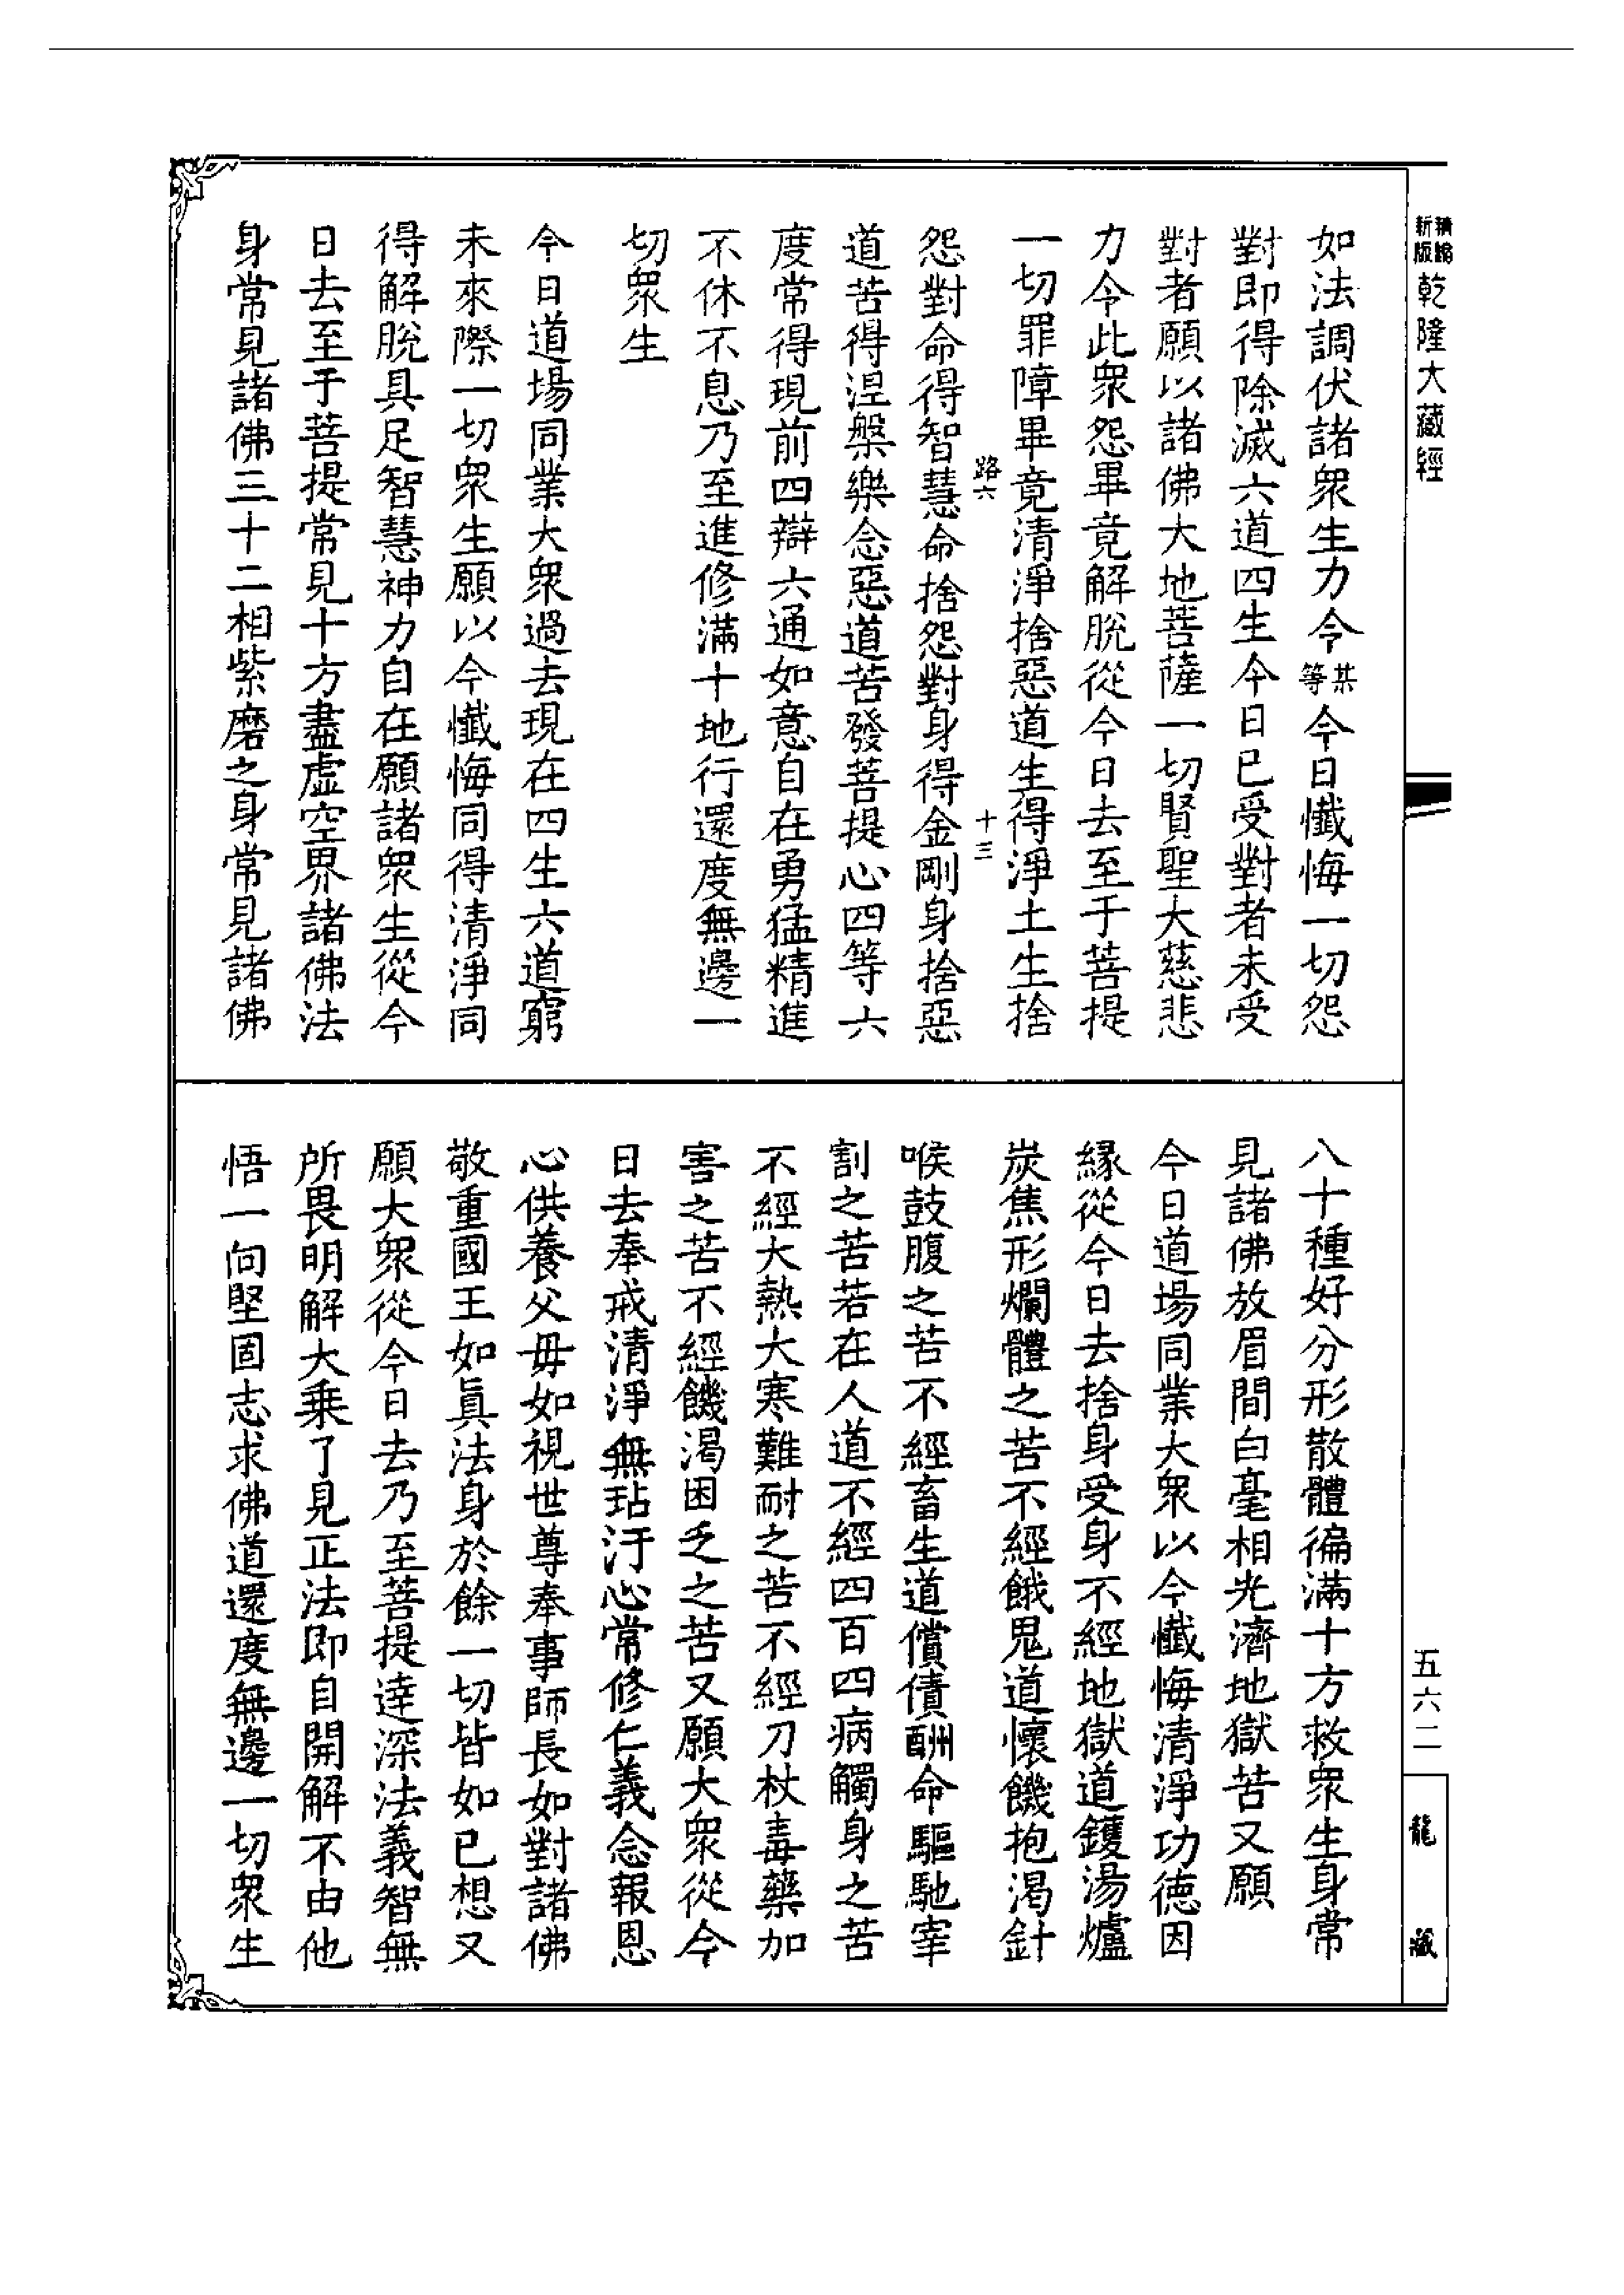 精編
新版
乾隆大藏經
如法調伏諸衆生力令某等今日懺悔一切怨
對即得除滅六道四生今日已受對者未受
對者願以諸佛大地菩薩一切賢聖大慈悲
力令此衆怨畢竟解脫從今日去至于菩提
一切罪障畢竟清淨捨惡道生得淨土生捨
路六
十三
怨對命得智慧命捨怨對身得金剛身捨惡
道苦得涅槃樂念惡道苦發菩提心四等六
度常得現前四辯六通如意自在勇猛精進
不休不息乃至進修滿十地行還度無邊一
切衆生
今日道場同業大衆過去現在四生六道窮
未來際一切衆生願以今懺悔同得清淨同
得解脫具足智慧神力自在願諸衆生從今
日去至于菩提常見十方盡虛空界諸佛法
身常見諸佛三十二相紫磨之身常見諸佛
八十種好分形散體徧滿十方救衆生身常
見諸佛放眉間白毫相光濟地獄苦又願
今日道場同業大衆以今懺悔清淨功德因
緣從今日去捨身受身不經地獄道鑊湯爐
炭焦形爛體之苦不經餓鬼道懷饑抱渴針
喉鼓腹之苦不經畜生道償債酬命驅馳宰
割之苦若在人道不經四百四病觸身之苦
不經大熱大寒難耐之苦不經刀杖毒藥加
害之苦不經饑渴困乏之苦又願大衆從今
日去奉戒清淨無玷汙心常修仁義念報恩
心供養父毋如視世尊奉事師長如對諸佛
敬重國王如眞法身於餘一切皆如已想又
願大衆從今日去乃至菩提達深法義智無
所畏明解大乘了見正法即自開解不由他
悟一向堅固志求佛道還度無邊一切衆生
五六二
龍藏